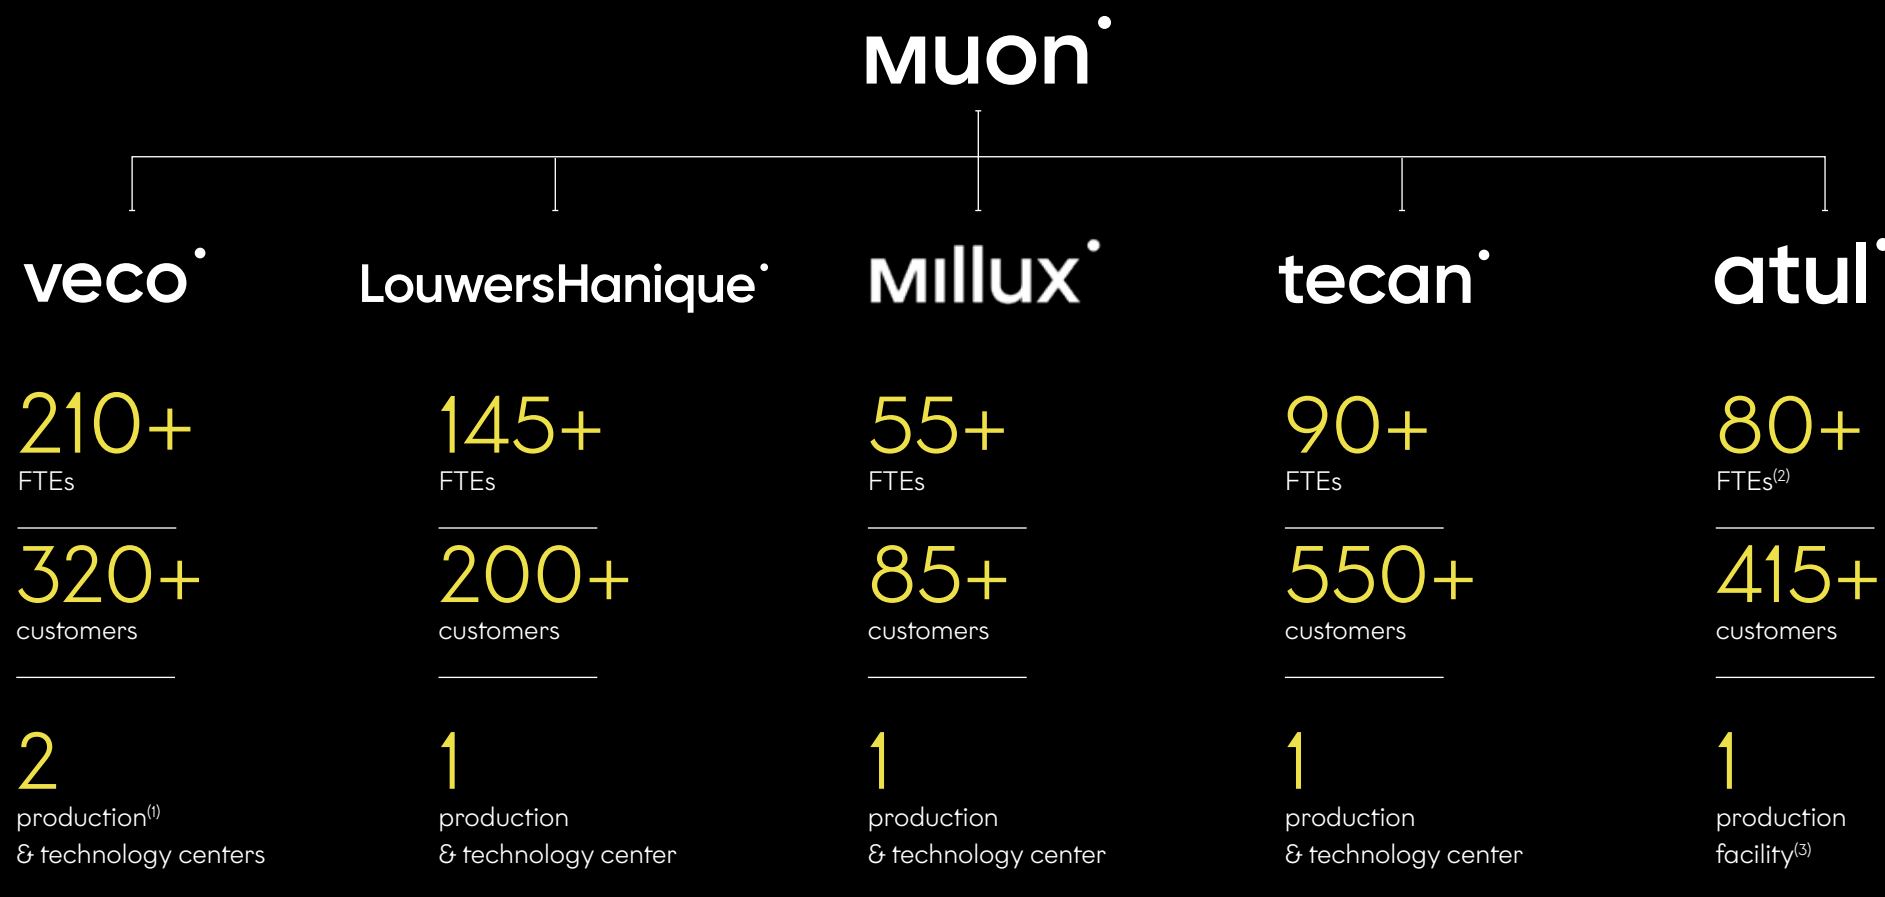 Muon
veco
LouwersHanique
Millux
tecan
atul
210+
FTEs
320+
customers
2
production(1)
& technology centers
145+
FTEs
200+
customers
1
production
& technology center
55+
FTEs
85+
customers
1
production
& technology center
90+
FTEs
550+
customers
1
production
& technology center
80+
FTEs(2)
415+
customers
1
production
facility(3)